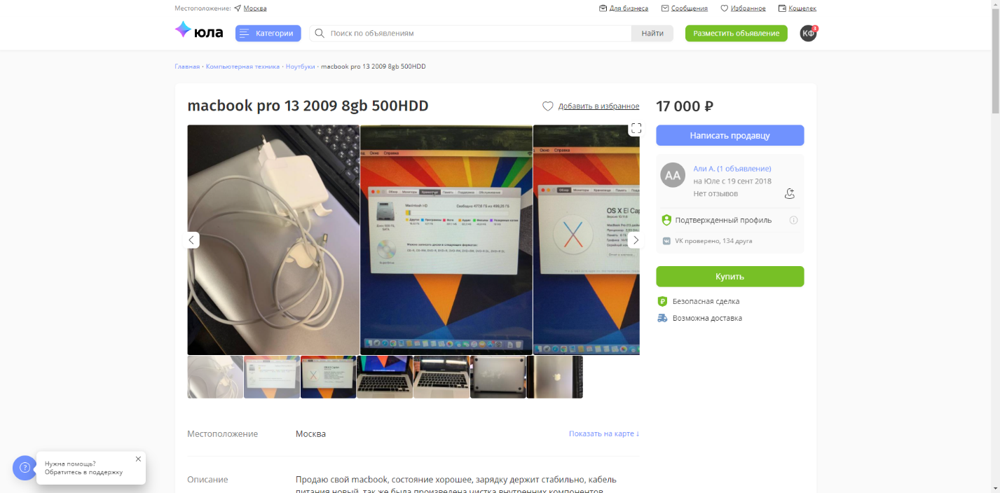 Местоположение: Москва
Для бизнеса Сообщения Избранное Кошелек
юла Категории Поиск по объявлениям Найти Разместить объявление КФ 3
Главная · Компьютерная техника · Ноутбуки · macbook pro 13 2009 8gb 500HDD
macbook pro 13 2009 8gb 500HDD
Добавить в избранное
17 000 ₽
Написать продавцу
АА
Али А. (1 объявление)
на Юле с 19 сент 2018
Нет отзывов
Подтвержденный профиль
VK проверено, 134 друга
Купить
Безопасная сделка
Возможна доставка
Окно Справка
Macintosh HD
OS X El Cap
Местоположение Москва Показать на карте ↓
Описание Продаю свой macbook, состояние хорошее, зарядку держит стабильно, кабель
питания новый, так же была произведена чистка внутренних компонентов
Нужна помощь?
Обратитесь в поддержку